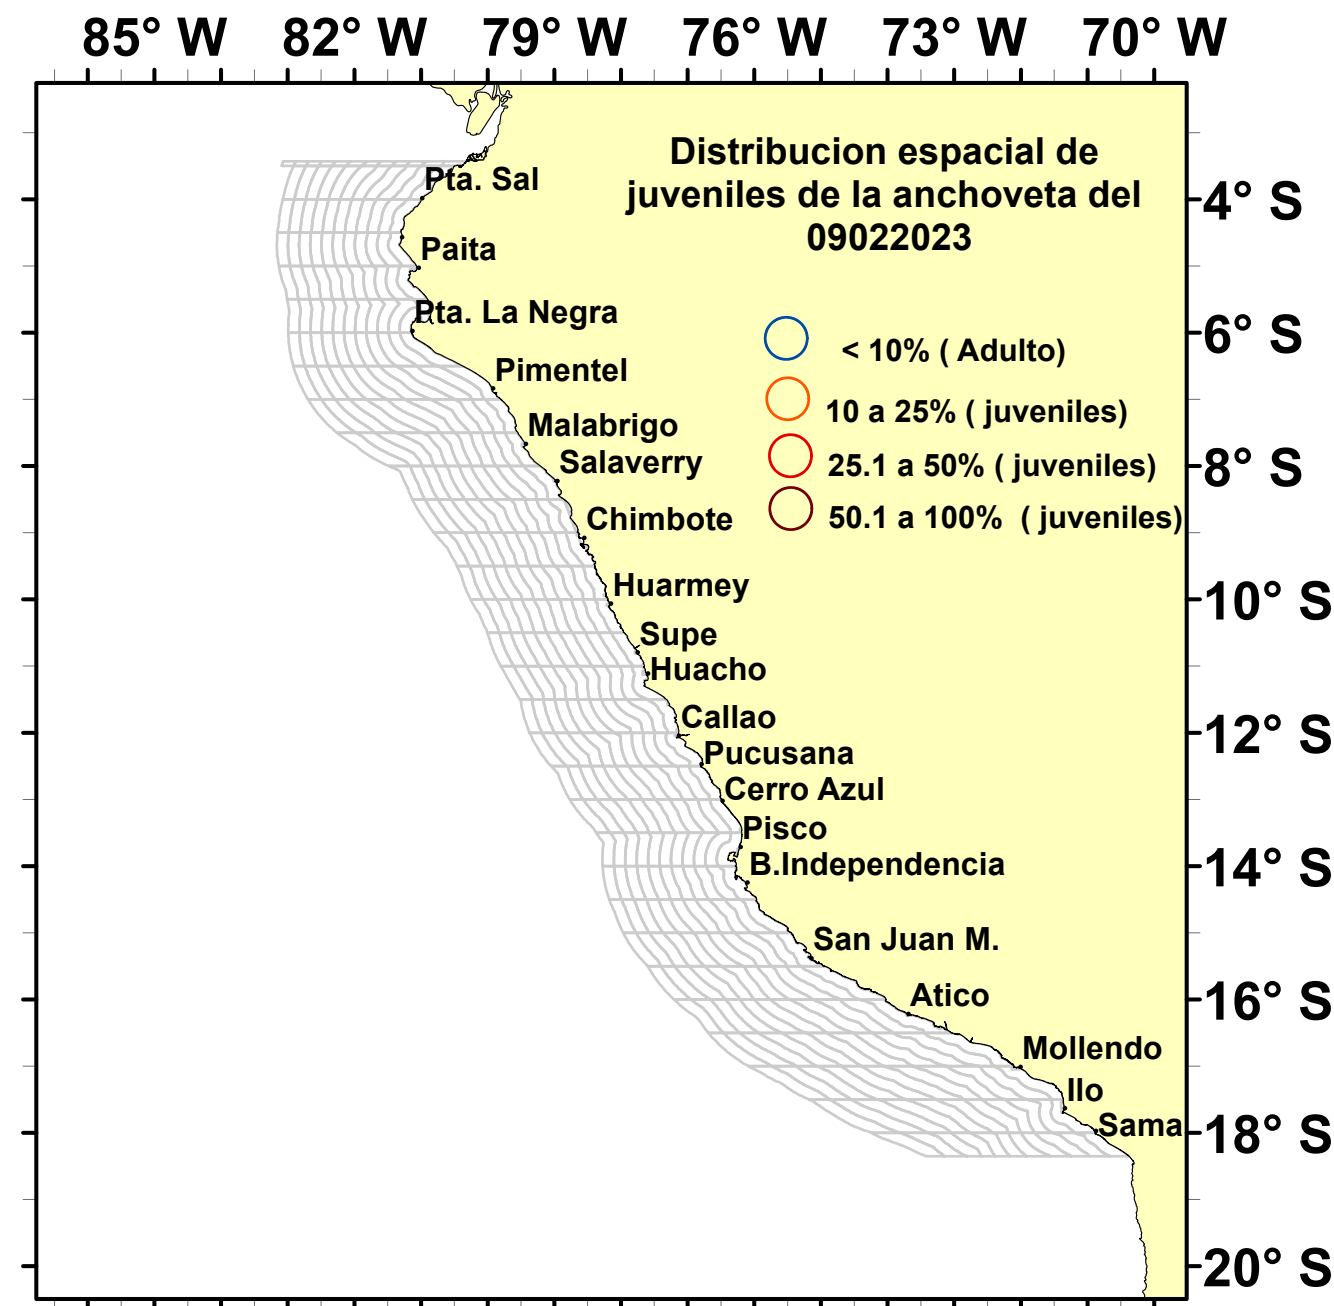 85° W 82° W 79° W 76° W 73° W 70° W
Distribucion espacial de
juveniles de la anchoveta del
09022023
Pta. Sal
4° S
Paita
Pta. La Negra
6° S
< 10% ( Adulto)
Pimentel
10 a 25% ( juveniles)
Malabrigo
Salaverry
25.1 a 50% ( juveniles)
8° S
Chimbote
50.1 a 100% ( juveniles)
Huarmey
10° S
Supe
Huacho
Callao
12° S
Pucusana
Cerro Azul
Pisco
B.Independencia
14° S
San Juan M.
Atico
16° S
Mollendo
Ilo
Sama
18° S
20° S